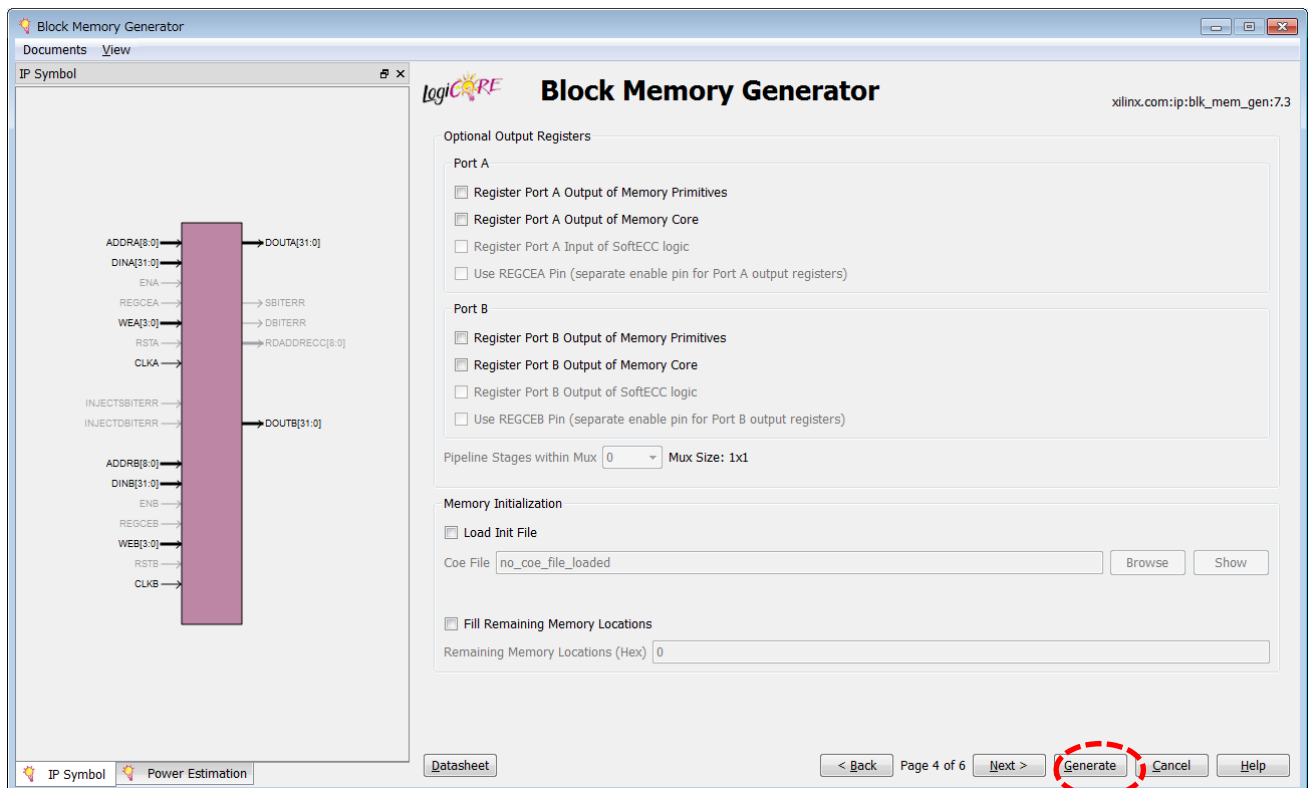 Block Memory Generator
Documents View
IP Symbol
LogiCORE
Block Memory Generator
xilinx.com:ip:blk_mem_gen:7.3
ADDRA[8:0]
DOUTA[31:0]
DINA[31:0]
ENA
REGCEA
SBITERR
WEA[3:0]
DBITERR
RSTA
RDADDRECC[8:0]
CLKA
INJECTSBITERR
INJECTDBITERR
DOUTB[31:0]
ADDRB[8:0]
DINB[31:0]
ENB
REGCEB
WEB[3:0]
RSTB
CLKB
Optional Output Registers
Port A
Register Port A Output of Memory Primitives
Register Port A Output of Memory Core
Register Port A Input of SoftECC logic
Use REGCEA Pin (separate enable pin for Port A output registers)
Port B
Register Port B Output of Memory Primitives
Register Port B Output of Memory Core
Register Port B Output of SoftECC logic
Use REGCEB Pin (separate enable pin for Port B output registers)
Pipeline Stages within Mux 0 Mux Size: 1x1
Memory Initialization
Load Init File
Coe File no_coe_file_loaded Browse Show
Fill Remaining Memory Locations
Remaining Memory Locations (Hex) 0
IP Symbol Power Estimation
Datasheet < Back Page 4 of 6 Next > Generate Cancel Help